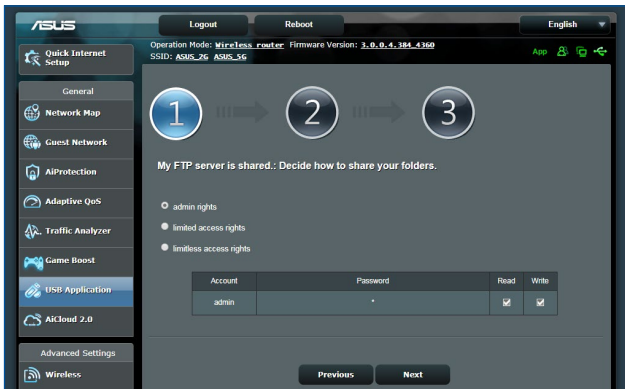 ASUS
Logout
Reboot
English
Operation Mode: Wireless router Firmware Version: 3.0.0.4.384_4360
SSID: ASUS_2G ASUS_5G
App
Quick Internet
Setup
General
Network Map
Guest Network
AiProtection
Adaptive QoS
Traffic Analyzer
Game Boost
USB Application
AiCloud 2.0
Advanced Settings
Wireless
1
2
3
My FTP server is shared.: Decide how to share your folders.
admin rights
limited access rights
limitless access rights
Account Password Read Write
admin *
Previous Next